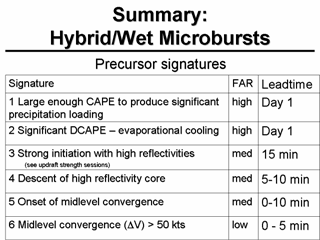 Summary:
Hybrid/Wet Microbursts
Precursor signatures
Signature FAR Leadtime
1 Large enough CAPE to produce significant
precipitation loading
high Day 1
2 Significant DCAPE – evaporational cooling high Day 1
3 Strong initiation with high reflectivities med 15 min
(see updraft strength sessions)
4 Descent of high reflectivity core med 5-10 min
5 Onset of midlevel convergence med 0-10 min
6 Midlevel convergence (ΔV) > 50 kts low 0 - 5 min